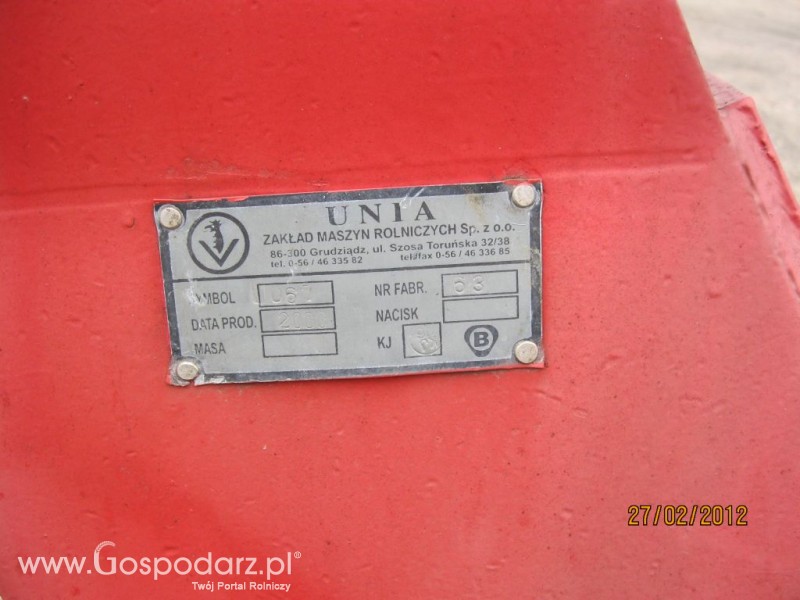 UNIA
ZAKŁAD MASZYN ROLNICZYCH Sp. z o.o.
86-300 Grudziądz, ul. Szosa Toruńska 32/38
tel. 0-56 / 46 335 82 tel/fax 0-56 / 46 336 85
SYMBOL NR FABR. 53
DATA PROD. NACISK
MASA KJ B
27/02/2012
www.Gospodarz.pl®
Twój Portal Rolniczy